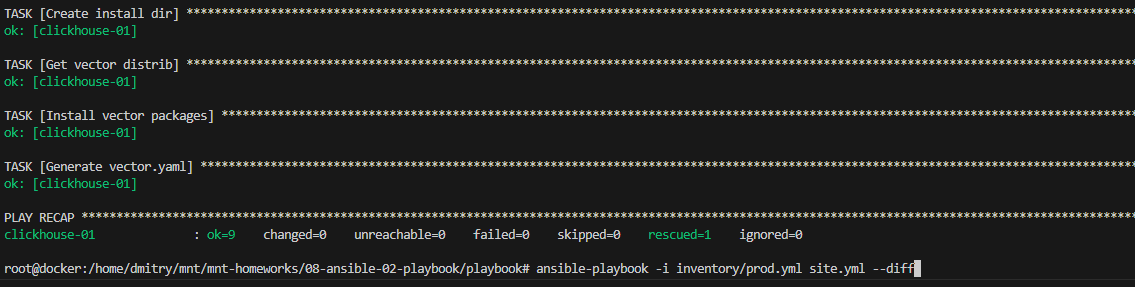 TASK [Create install dir] ****************************************************************************************************************************************
ok: [clickhouse-01]
TASK [Get vector distrib] ****************************************************************************************************************************************
ok: [clickhouse-01]
TASK [Install vector packages] ***********************************************************************************************************************************
ok: [clickhouse-01]
TASK [Generate vector.yaml] **************************************************************************************************************************************
ok: [clickhouse-01]
PLAY RECAP *******************************************************************************************************************************************************
clickhouse-01              : ok=9    changed=0    unreachable=0    failed=0    skipped=0    rescued=1    ignored=0
root@docker:/home/dmitry/mnt/mnt-homeworks/08-ansible-02-playbook/playbook# ansible-playbook -i inventory/prod.yml site.yml --diff